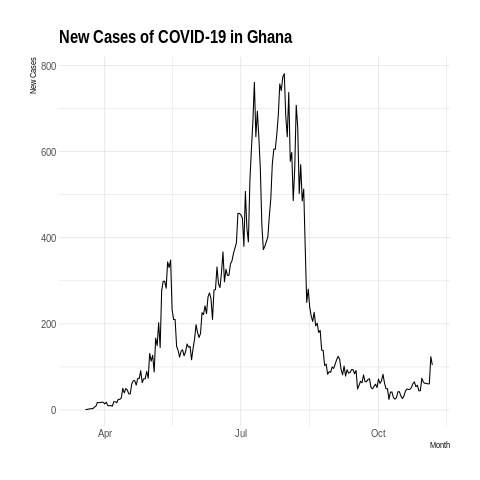 New Cases of COVID-19 in Ghana
New Cases
800
600
400
200
0
Apr
Jul
Oct
Month